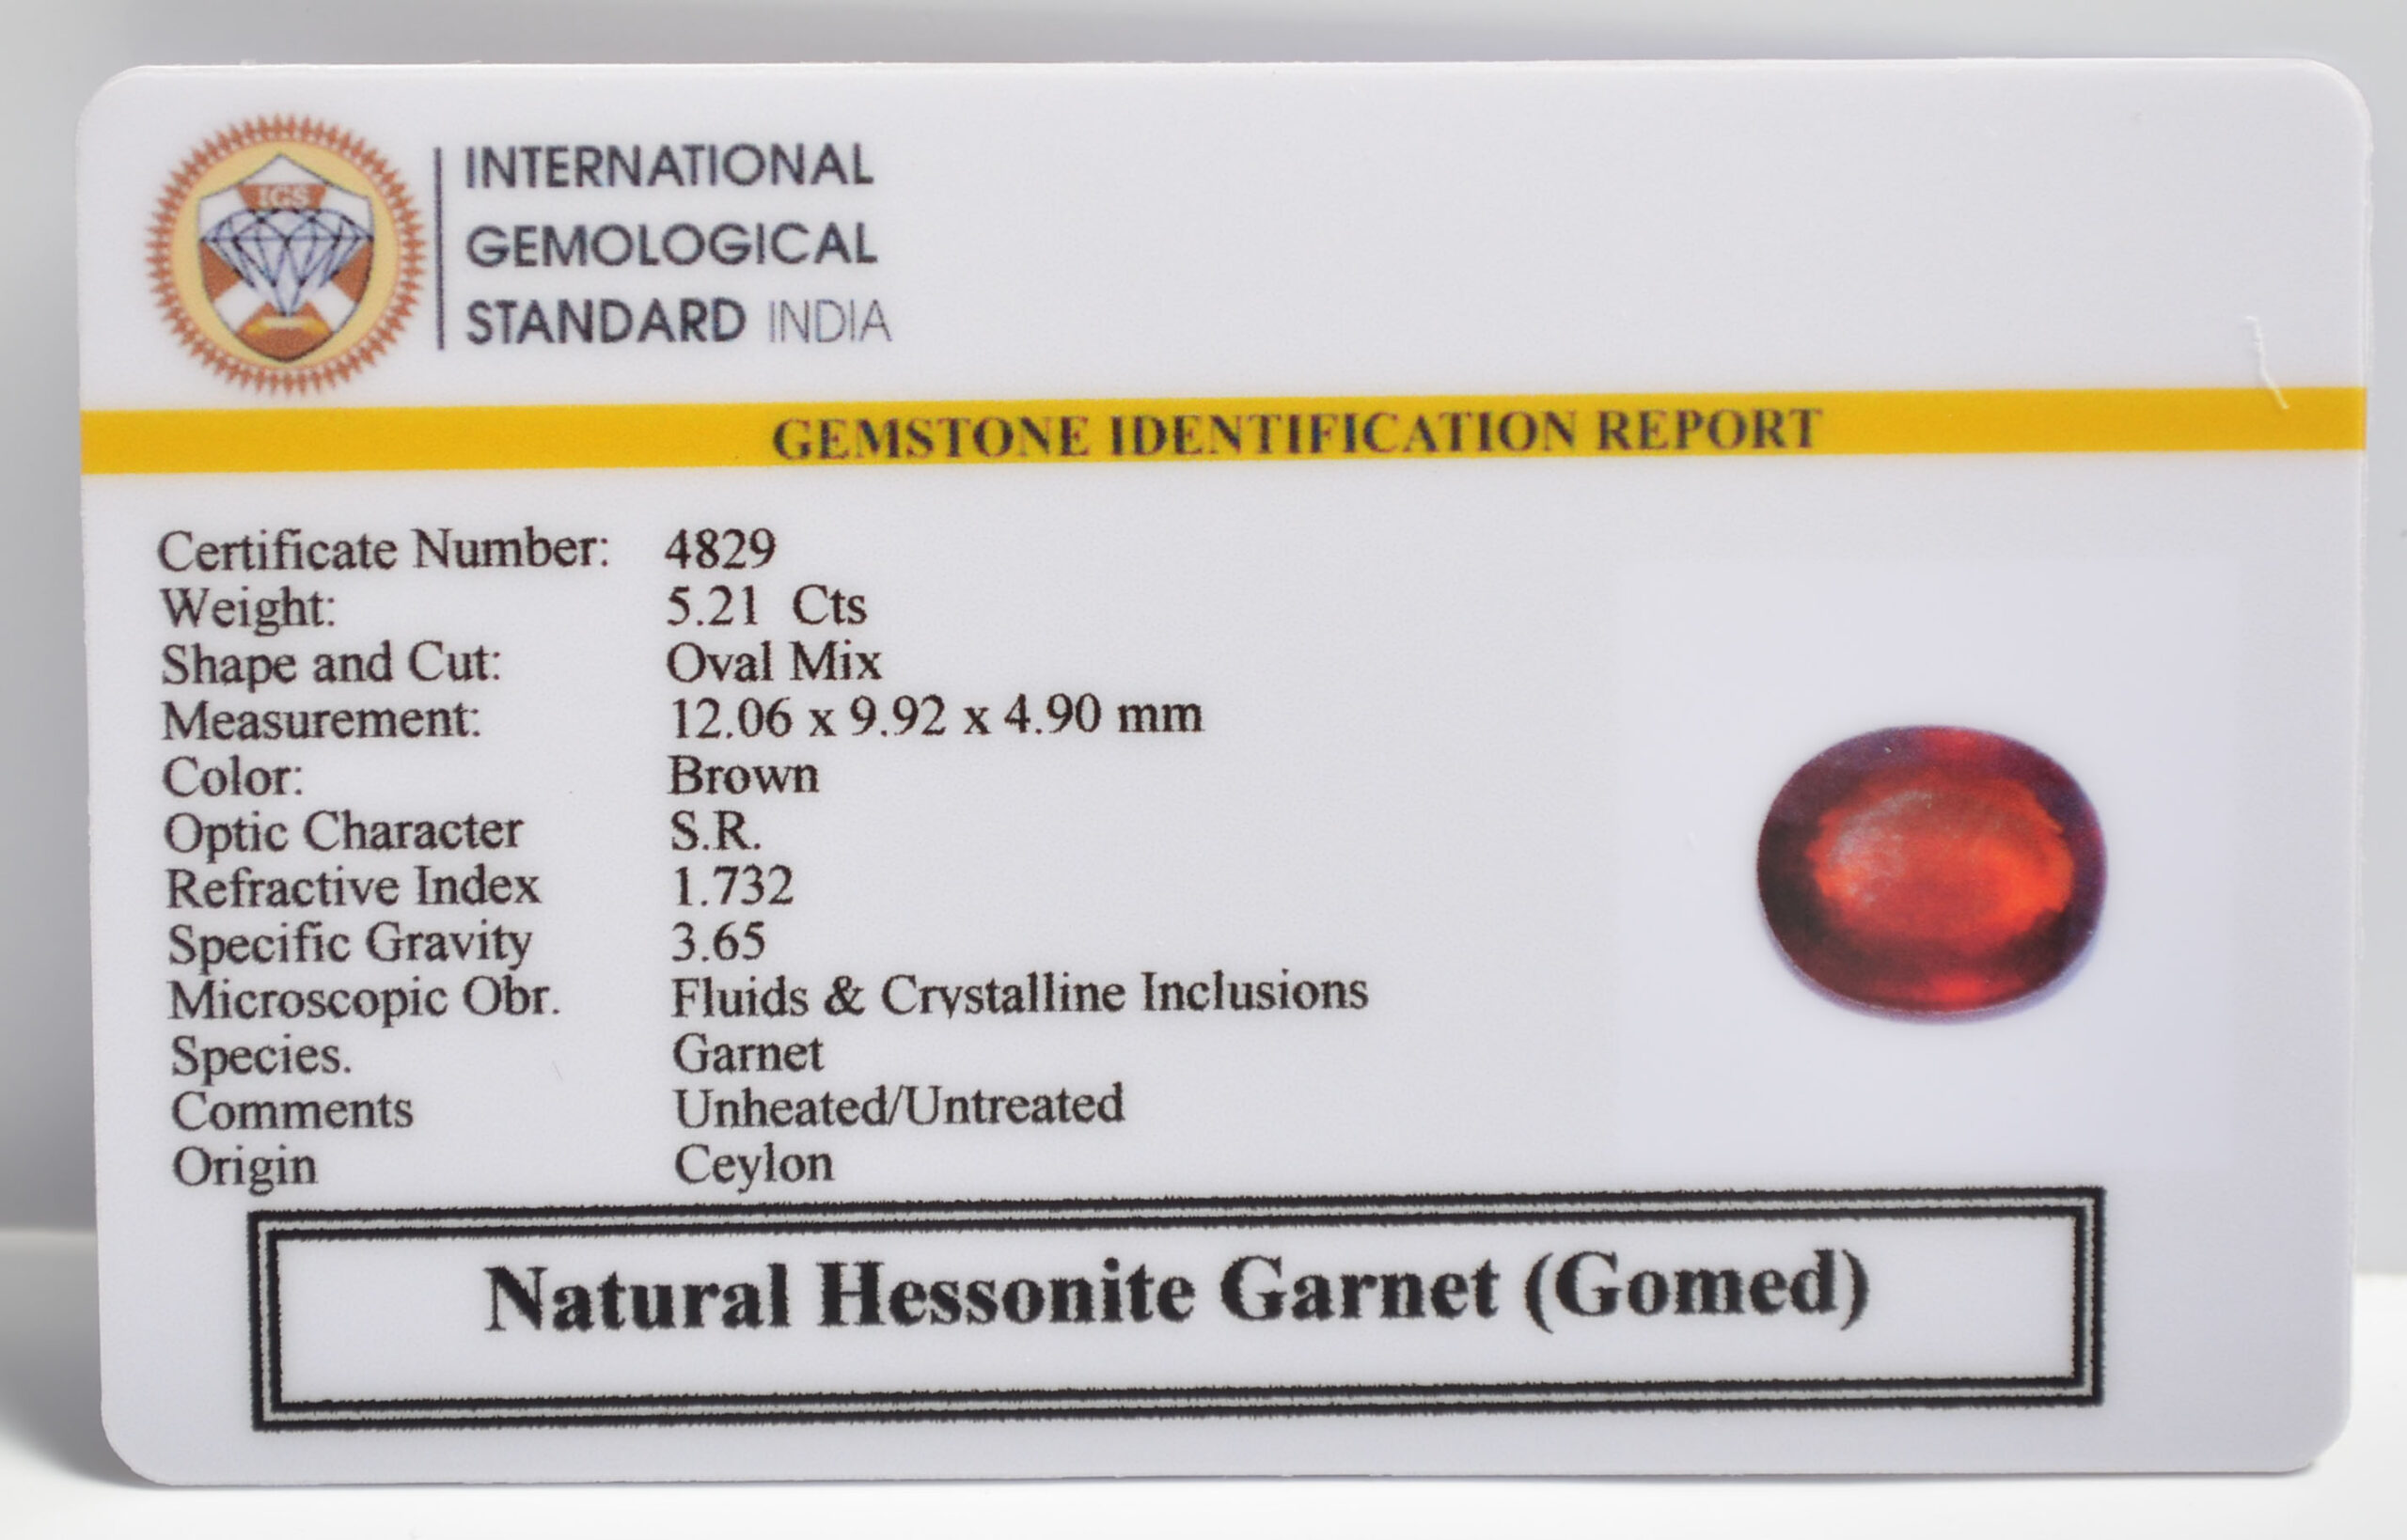 IGS
INTERNATIONAL
GEMOLOGICAL
STANDARD INDIA
GEMSTONE IDENTIFICATION REPORT
Certificate Number: 4829
Weight: 5.21 Cts
Shape and Cut: Oval Mix
Measurement: 12.06 x 9.92 x 4.90 mm
Color: Brown
Optic Character S.R.
Refractive Index 1.732
Specific Gravity 3.65
Microscopic Obr. Fluids & Crystalline Inclusions
Species. Garnet
Comments Unheated/Untreated
Origin Ceylon
Natural Hessonite Garnet (Gomed)